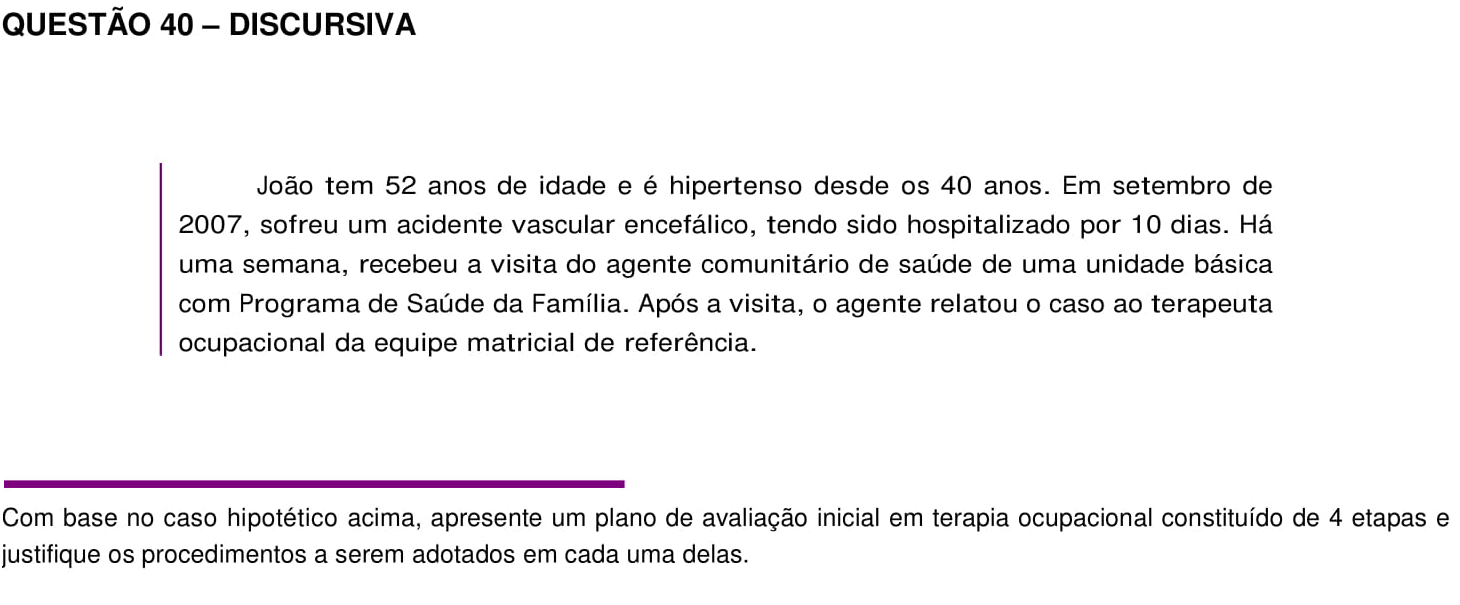 QUESTÃO 40 – DISCURSIVA
João tem 52 anos de idade e é hipertenso desde os 40 anos. Em setembro de
2007, sofreu um acidente vascular encefálico, tendo sido hospitalizado por 10 dias. Há
uma semana, recebeu a visita do agente comunitário de saúde de uma unidade básica
com Programa de Saúde da Família. Após a visita, o agente relatou o caso ao terapeuta
ocupacional da equipe matricial de referência.
Com base no caso hipotético acima, apresente um plano de avaliação inicial em terapia ocupacional constituído de 4 etapas e
justifique os procedimentos a serem adotados em cada uma delas.